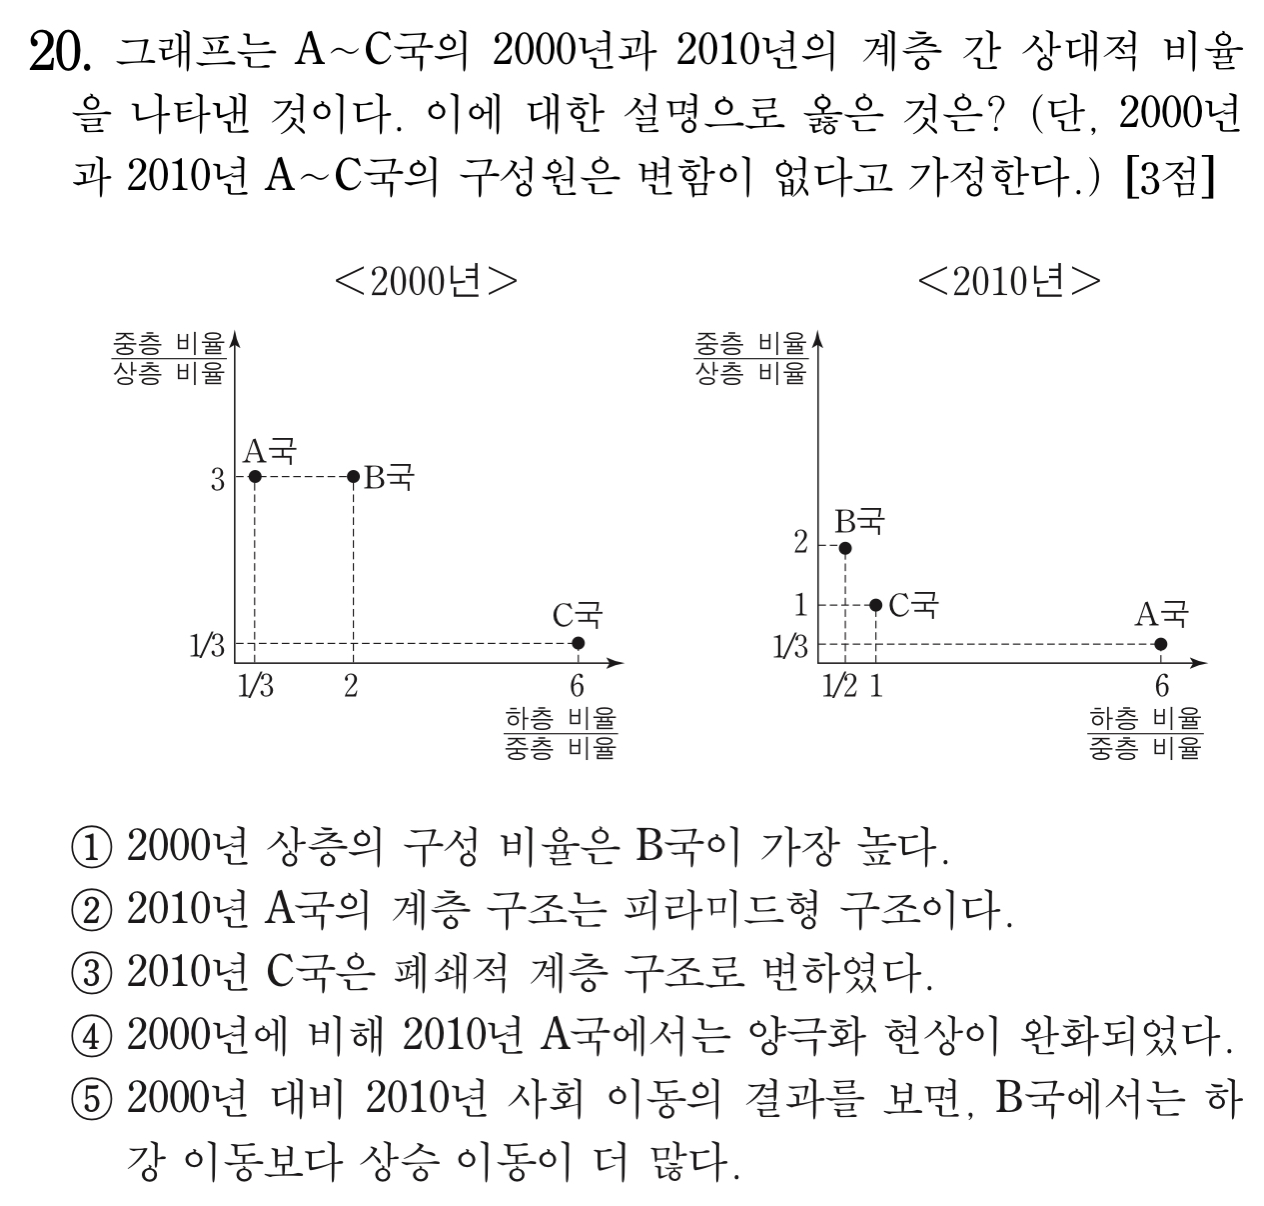 20. 그래프는 A~C국의 2000년과 2010년의 계층 간 상대적 비율
을 나타낸 것이다. 이에 대한 설명으로 옳은 것은? (단, 2000년
과 2010년 A~C국의 구성원은 변함이 없다고 가정한다.) [3점]
<2000년>
중층 비율
상층 비율
A국
3
B국
C국
1/3
1/3 2 6
하층 비율
중층 비율
<2010년>
중층 비율
상층 비율
B국
2
1
C국
A국
1/3
1/2 1 6
하층 비율
중층 비율
① 2000년 상층의 구성 비율은 B국이 가장 높다.
② 2010년 A국의 계층 구조는 피라미드형 구조이다.
③ 2010년 C국은 폐쇄적 계층 구조로 변하였다.
④ 2000년에 비해 2010년 A국에서는 양극화 현상이 완화되었다.
⑤ 2000년 대비 2010년 사회 이동의 결과를 보면, B국에서는 하
강 이동보다 상승 이동이 더 많다.